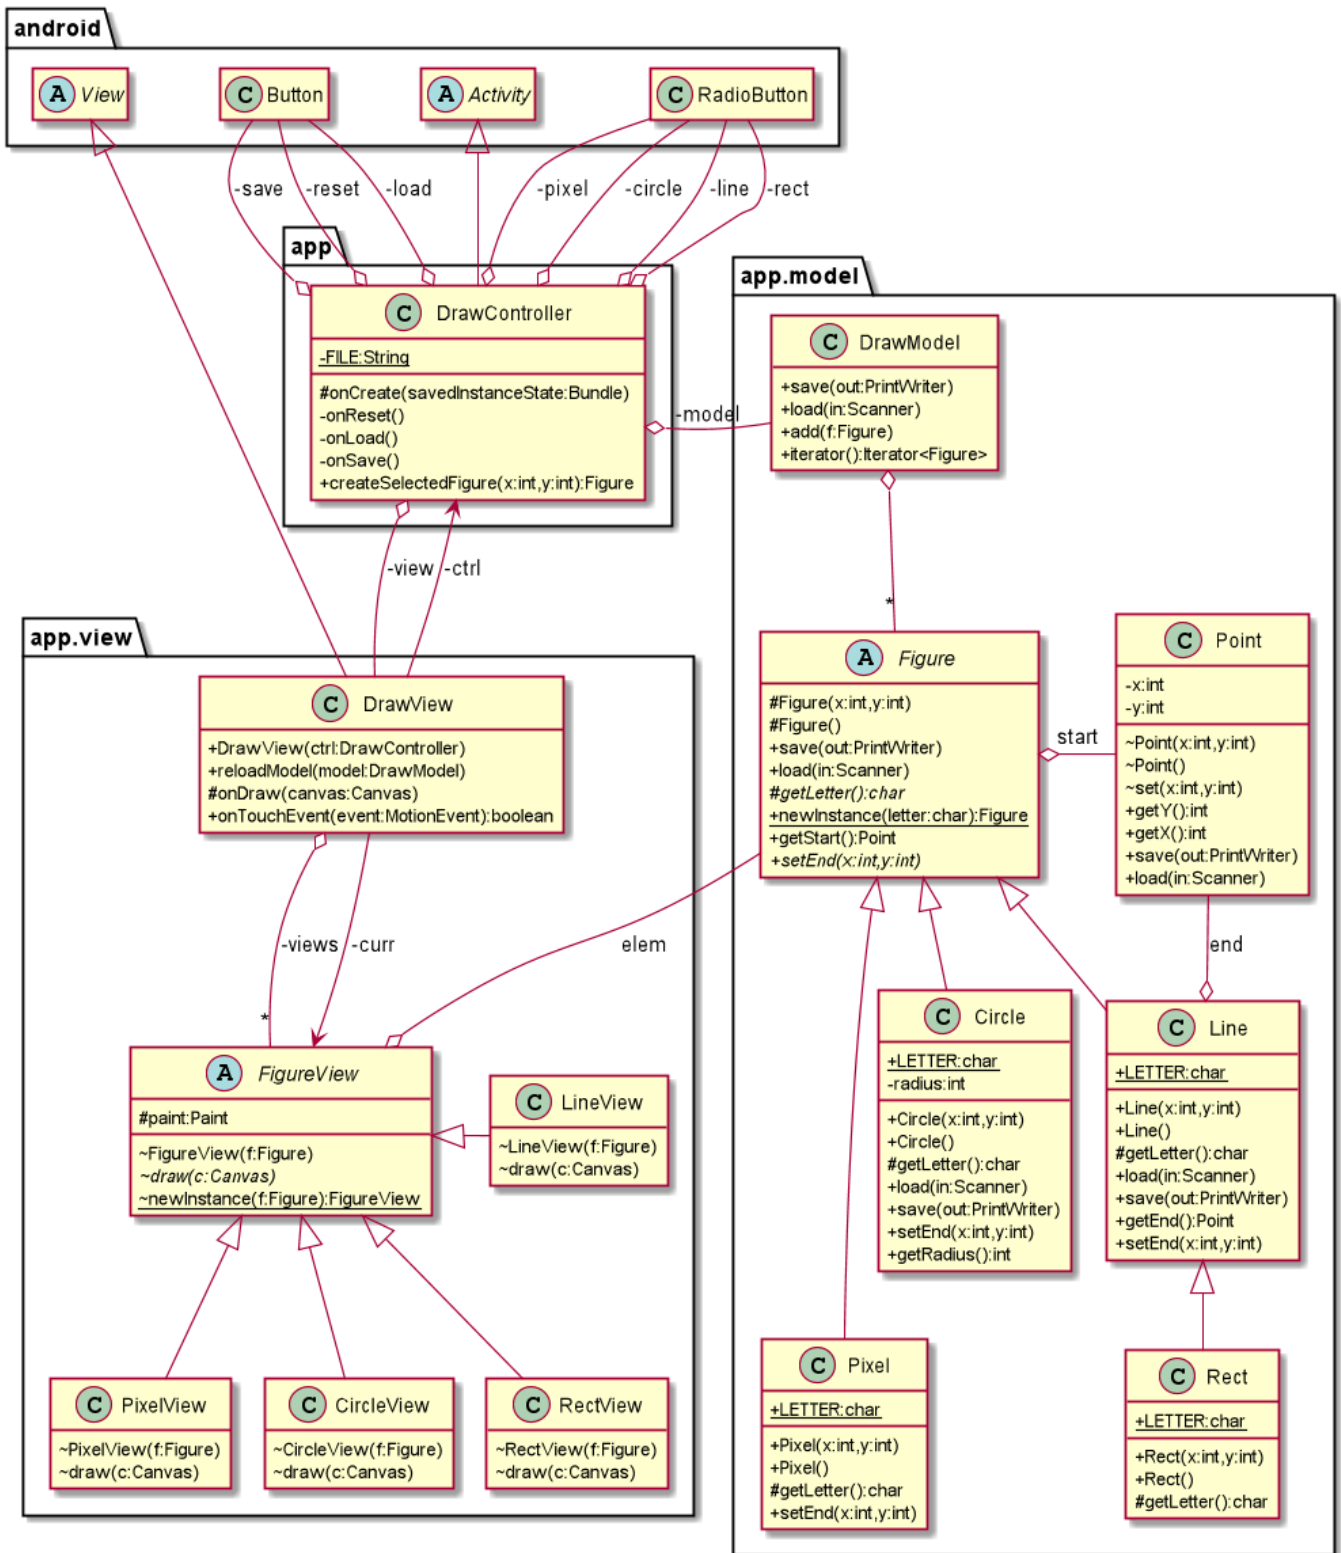 android
A View
C Button
A Activity
C RadioButton
-save
-reset
-load
-pixel
-circle
-line
-rect
app
C DrawController
-FILE:String
#onCreate(savedInstanceState:Bundle)
-onReset()
-onLoad()
-onSave()
+createSelectedFigure(x:int,y:int):Figure
-model
app.model
C DrawModel
+save(out:PrintWriter)
+load(in:Scanner)
+add(f:Figure)
+iterator():Iterator<Figure>
-view
-ctrl
*
app.view
C DrawView
+DrawView(ctrl:DrawController)
+reloadModel(model:DrawModel)
#onDraw(canvas:Canvas)
+onTouchEvent(event:MotionEvent):boolean
A Figure
#Figure(x:int,y:int)
#Figure()
+save(out:PrintWriter)
+load(in:Scanner)
#getLetter():char
+newInstance(letter:char):Figure
+getStart():Point
+setEnd(x:int,y:int)
start
C Point
-x:int
-y:int
~Point(x:int,y:int)
~Point()
~set(x:int,y:int)
+getY():int
+getX():int
+save(out:PrintWriter)
+load(in:Scanner)
-views
-curr
elem
end
*
A FigureView
#paint:Paint
~FigureView(f:Figure)
~draw(c:Canvas)
~newInstance(f:Figure):FigureView
C LineView
~LineView(f:Figure)
~draw(c:Canvas)
C Circle
+LETTER:char
-radius:int
+Circle(x:int,y:int)
+Circle()
#getLetter():char
+load(in:Scanner)
+save(out:PrintWriter)
+setEnd(x:int,y:int)
+getRadius():int
C Line
+LETTER:char
+Line(x:int,y:int)
+Line()
#getLetter():char
+load(in:Scanner)
+save(out:PrintWriter)
+getEnd():Point
+setEnd(x:int,y:int)
C PixelView
~PixelView(f:Figure)
~draw(c:Canvas)
C CircleView
~CircleView(f:Figure)
~draw(c:Canvas)
C RectView
~RectView(f:Figure)
~draw(c:Canvas)
C Pixel
+LETTER:char
+Pixel(x:int,y:int)
+Pixel()
#getLetter():char
+setEnd(x:int,y:int)
C Rect
+LETTER:char
+Rect(x:int,y:int)
+Rect()
#getLetter():char